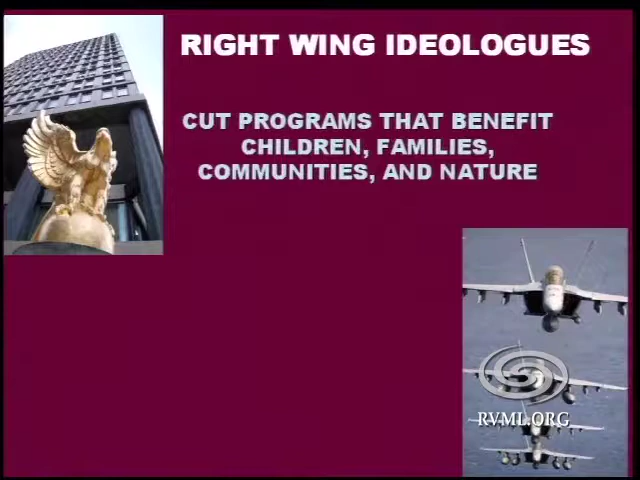 RIGHT WING IDEOLOGUES
CUT PROGRAMS THAT BENEFIT
CHILDREN, FAMILIES,
COMMUNITIES, AND NATURE
RVML.ORG